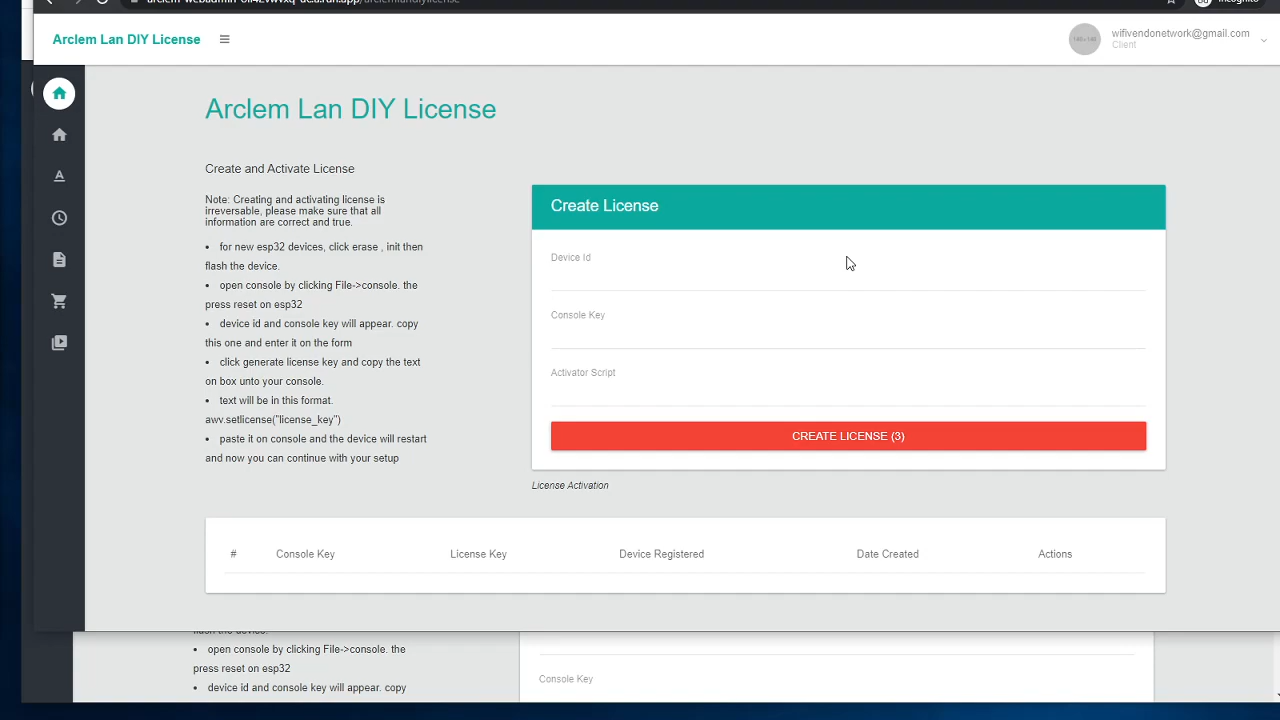 Incognito
Arclem Lan DIY License
wifivendonetwork@gmail.com
Client
Arclem Lan DIY License
Create and Activate License
Note: Creating and activating license is
irreversable, please make sure that all
information are correct and true.
• for new esp32 devices, click erase , init then
flash the device.
• open console by clicking File->console. the
press reset on esp32
• device id and console key will appear. copy
this one and enter it on the form
• click generate license key and copy the text
on box unto your console.
• text will be in this format.
awv.setlicense("license_key")
• paste it on console and the device will restart
and now you can continue with your setup
Create License
Device Id
Console Key
Activator Script
CREATE LICENSE (3)
License Activation
# Console Key License Key Device Registered Date Created Actions
flash the device.
• open console by clicking File->console. the
press reset on esp32
• device id and console key will appear. copy
Console Key